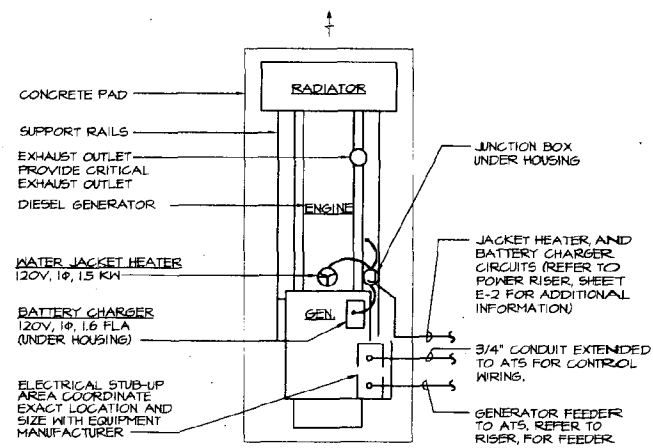 RADIATOR
CONCRETE PAD
SUPPORT RAILS
EXHAUST OUTLET
PROVIDE CRITICAL
EXHAUST OUTLET
DIESEL GENERATOR
ENGINE
WATER JACKET HEATER
120V, 1Φ, 1.5 KW
BATTERY CHARGER
120V, 1Φ, 1.6 FLA
(UNDER HOUSING)
GEN.
ELECTRICAL STUB-UP
AREA COORDINATE
EXACT LOCATION AND
SIZE WITH EQUIPMENT
MANUFACTURER
JUNCTION BOX
UNDER HOUSING
JACKET HEATER, AND
BATTERY CHARGER
CIRCUITS (REFER TO
POWER RISER, SHEET
E-2 FOR ADDITIONAL
INFORMATION)
3/4" CONDUIT EXTENDED
TO ATS FOR CONTROL
WIRING.
GENERATOR FEEDER
TO ATS. REFER TO
RISER, FOR FEEDER